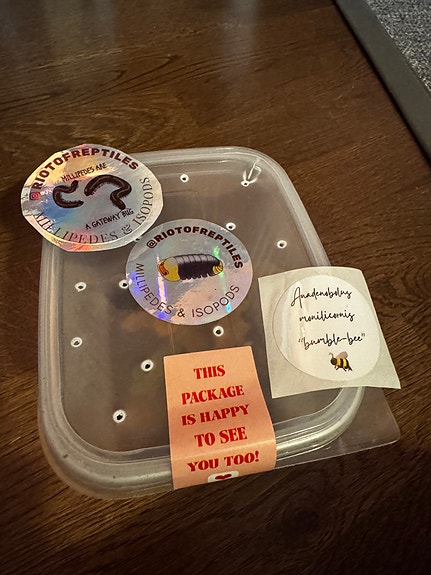 @RIOTOFREPTILES
MILLIPEDES ARE
A GATEWAY BUG
MILLIPEDES & ISOPODS
@RIOTOFREPTILES
MILLIPEDES & ISOPODS
Anadenobolus
monilicornis
"bumble-bee"
THIS
PACKAGE
IS HAPPY
TO SEE
YOU TOO!